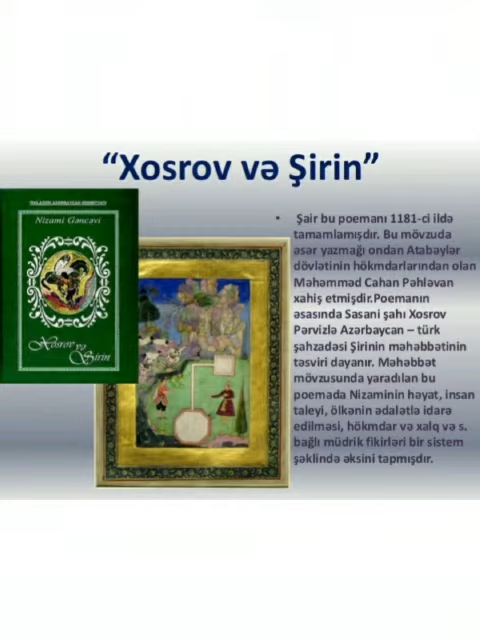 “Xosrov və Şirin”
Nizami Gəncəvi
Xosrov və
Şirin
• Şair bu poemanı 1181-ci ildə
tamamlamışdır. Bu mövzuda
əsər yazmağı ondan Atabəylər
dövlətinin hökmdarlarından olan
Məhəmməd Cahan Pəhləvan
xahiş etmişdir.Poemanın
əsasında Sasani şahı Xosrov
Pərvizlə Azərbaycan – türk
şahzadəsi Şirinin məhəbbətinin
təsviri dayanır. Məhəbbət
mövzusunda yaradılan bu
poemada Nizaminin həyat, insan
taleyi, ölkənin ədalətlə idarə
edilməsi, hökmdar və xalq və s.
bağlı müdrik fikirləri bir sistem
şəklində əksini tapmışdır.